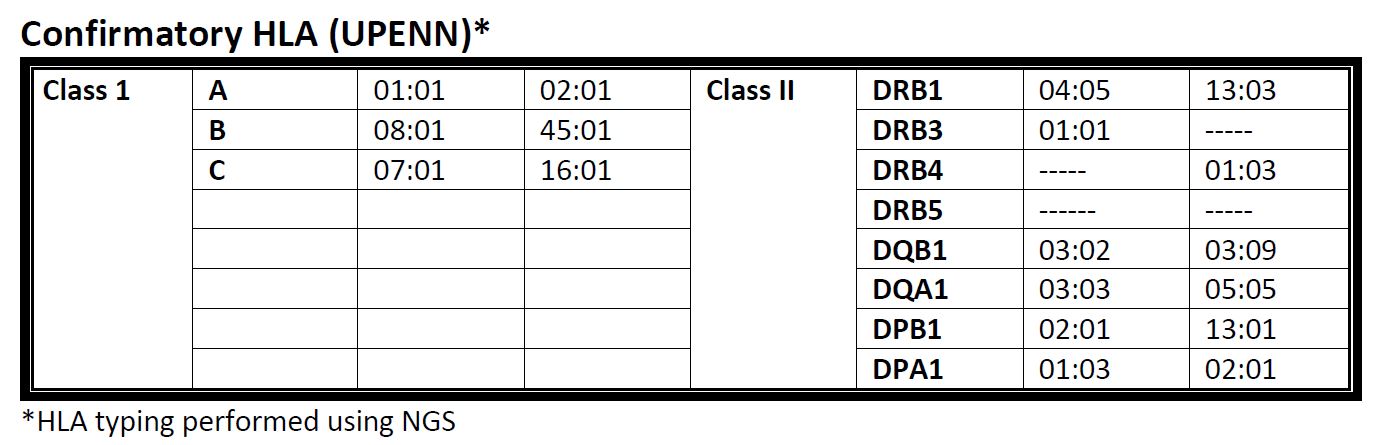 Confirmatory HLA (UPENN)*
Class 1 A 01:01 02:01 Class II DRB1 04:05 13:03
B 08:01 45:01 DRB3 01:01 -----
C 07:01 16:01 DRB4 ----- 01:03
DRB5 ------ -----
DQB1 03:02 03:09
DQA1 03:03 05:05
DPB1 02:01 13:01
DPA1 01:03 02:01
*HLA typing performed using NGS